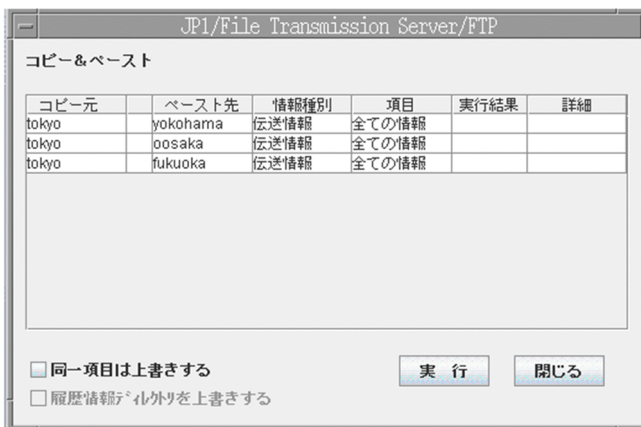 JP1/File Transmission Server/FTP
コピー&ペースト
コピー元 ペースト先 情報種別 項目 実行結果 詳細
tokyo yokohama 伝送情報 全ての情報
tokyo oosaka 伝送情報 全ての情報
tokyo fukuoka 伝送情報 全ての情報
同一項目は上書きする 実 行 閉じる
履歴情報ディレクトリを上書きする